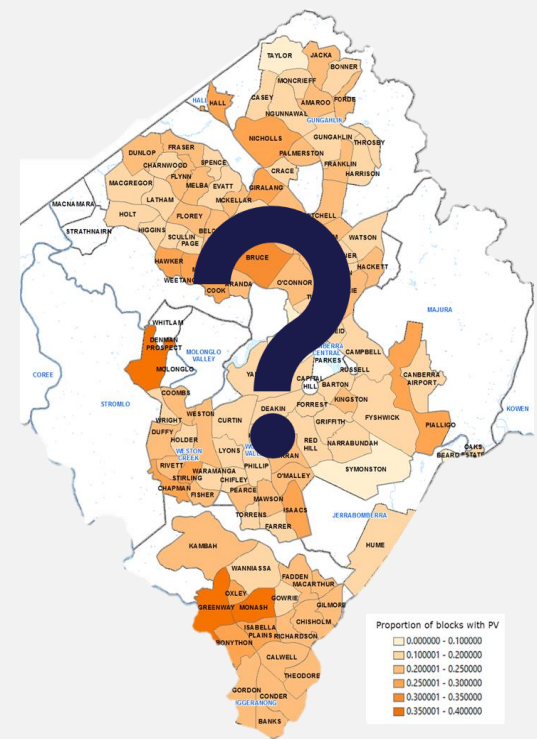 TAYLOR
JACKA
BONNER
MONCRIEFF
CASEY
AMAROO
FORDE
HALL
HALL
NGUNNAWAL
GUNGAHLIN
NICHOLLS
GUNGAHLIN
THROSBY
PALMERSTON
DUNLOP
FRASER
CHARNWOOD
SPENCE
CRACE
FRANKLIN
HARRISON
FLYNN
MACGREGOR
MELBA
EVATT
GIRALANG
LATHAM
MCKELLAR
MACNAMARA
HOLT
FLOREY
STRATHNAIRN
HIGGINS
SCULLIN
PAGE
WATSON
HAWKER
BRUCE
HACKETT
COOK
O'CONNOR
MAJURA
WHITLAM
DENMAN
PROSPECT
MOLONGLO
VALLEY
CENTRAL
PARKES
CAMPBELL
COREE
MOLONGLO
RUSSELL
CANBERRA
AIRPORT
STROMLO
COOMBS
CAPITAL
HILL
BARTON
KINGSTON
KOWEN
WRIGHT
WESTON
CURTIN
DEAKIN
FORREST
GRIFFITH
FYSHWICK
PIALLIGO
DUFFY
HOLDER
WESTON
CREEK
LYONS
RED
HILL
NARRABUNDAH
OAKS
BEARD
RIVETT
WARAMANGA
PHILLIP
SYMONSTON
STIRLING
CHIFLEY
O'MALLEY
CHAPMAN
FISHER
PEARCE
MAWSON
ISAACS
TORRENS
FARRER
JERRABOMBERRA
KAMBAH
HUME
WANNIASSA
FADDEN
MACARTHUR
OXLEY
GOWRIE
GREENWAY
MONASH
GILMORE
CHISHOLM
ISABELLA
PLAINS
RICHARDSON
BONYTHON
CALWELL
THEODORE
GORDON
CONDER
BANKS
?
Proportion of blocks with PV
0.000000 - 0.100000
0.100001 - 0.200000
0.200001 - 0.250000
0.250001 - 0.300000
0.300001 - 0.350000
0.350001 - 0.400000